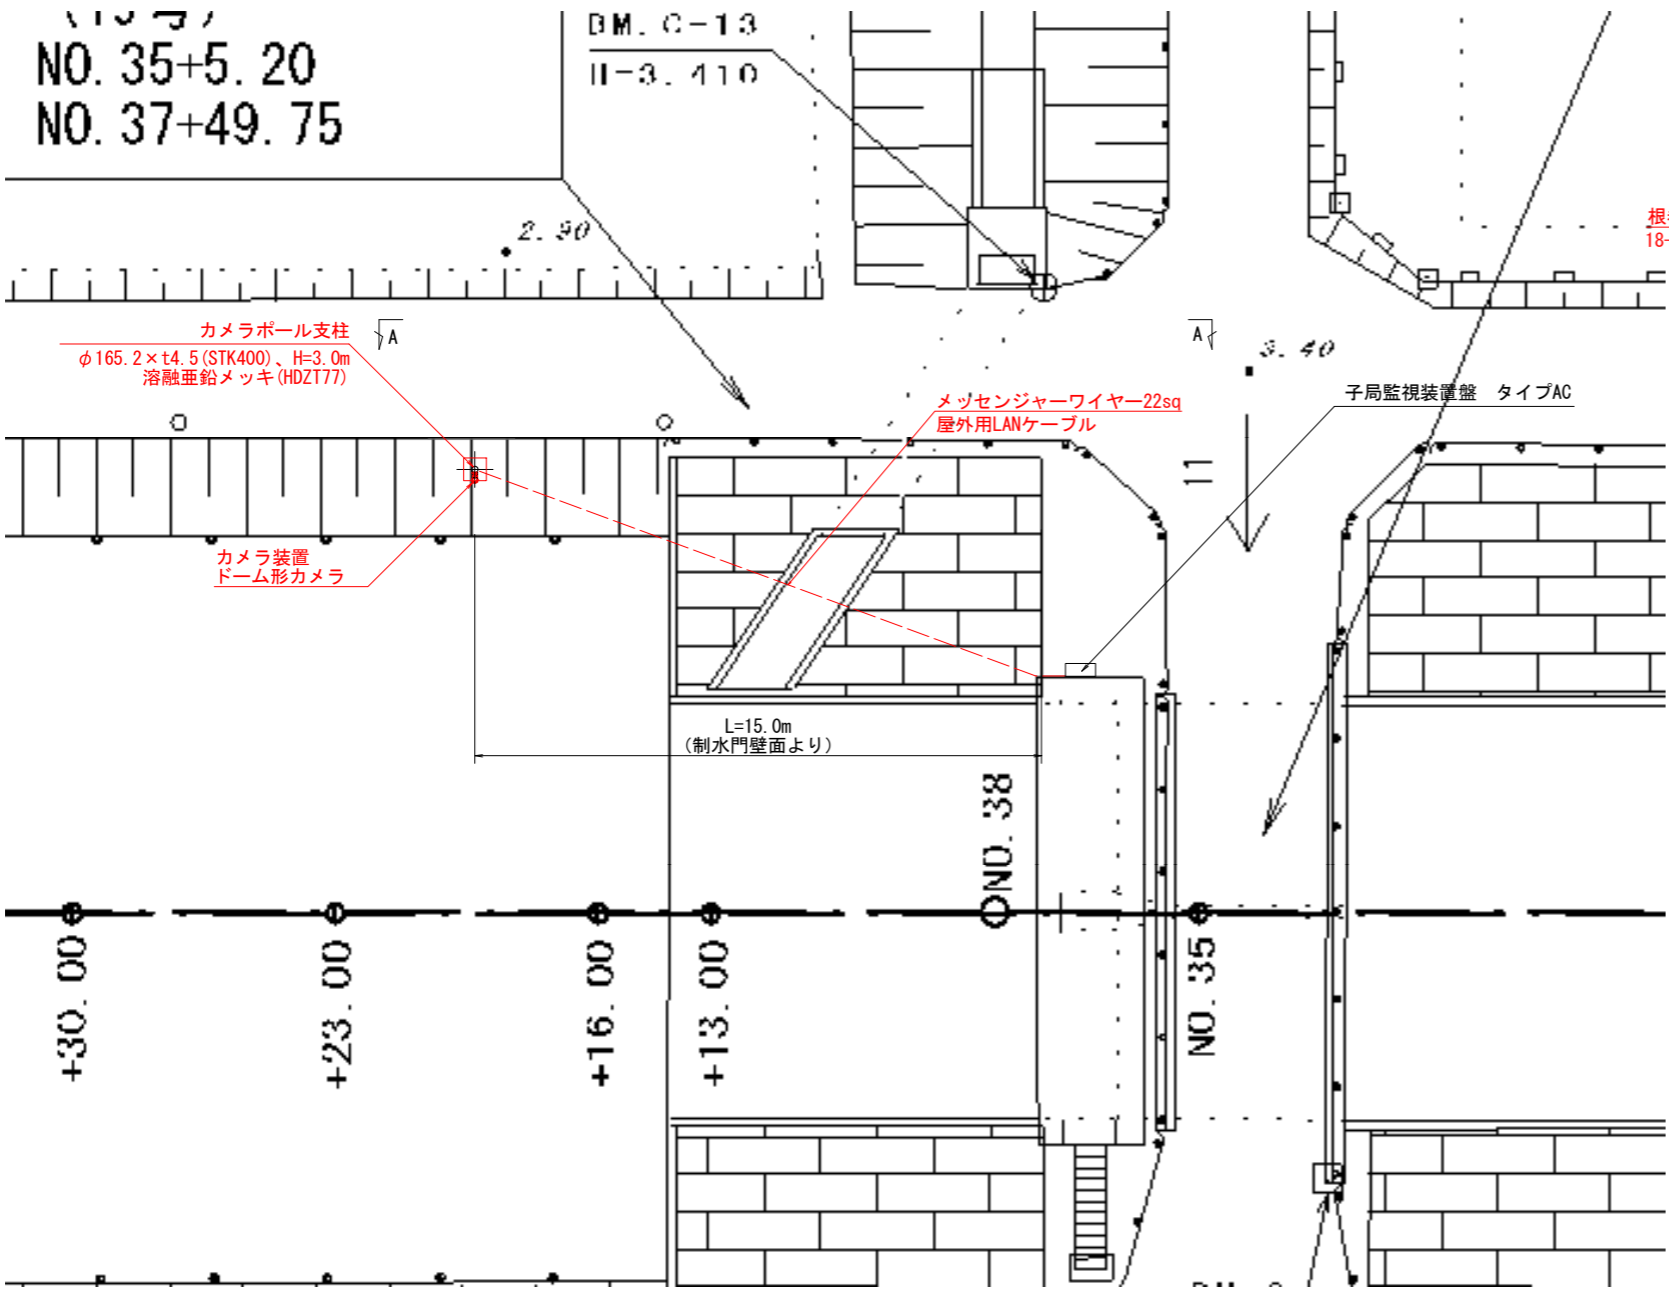 NO. 35+5. 20
NO. 37+49. 75
BM. C-13
H=3. 410
2. 90
カメラポール支柱
φ165.2×t4.5(STK400)、H=3.0m
溶融亜鉛メッキ(HDZT77)
A
A
3. 40
メッセンジャーワイヤー22sq
屋外用LANケーブル
子局監視装置盤 タイプAC
11
カメラ装置
ドーム形カメラ
L=15.0m
(制水門壁面より)
NO. 38
+30. 00
+23. 00
+16. 00
+13. 00
NO. 35